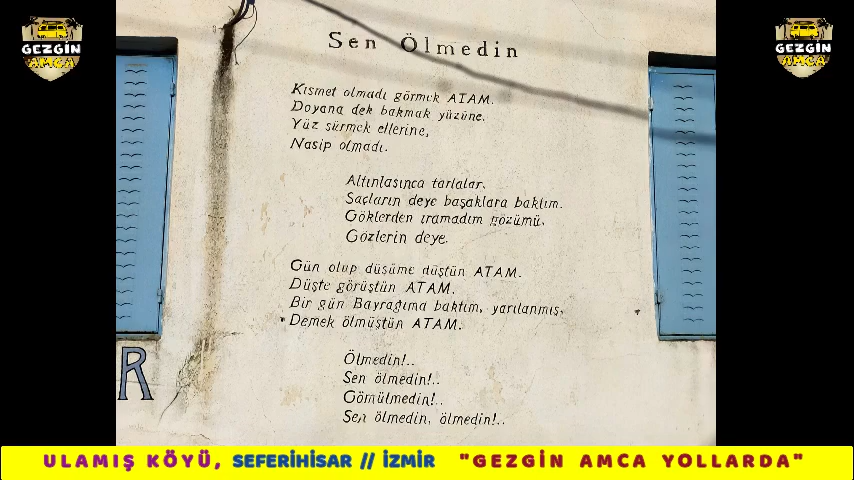 GEZGİN
AMCA
GEZGİN
AMCA
Sen Ölmedin
Kısmet olmadı görmek ATAM.
Doyana dek bakmak yüzüne.
Yüz sürmek ellerine,
Nasip olmadı.
Altınlasınca tarlalar.
Saçların deye başaklara baktım.
Göklerden ıramadım gözümü.
Gözlerin deye.
Gün olup düşüme düştün ATAM.
Düşte görüştün ATAM.
Bir gün Bayrağıma baktım, yarılanmış,
Demek ölmüştün ATAM.
Ölmedin!..
Sen ölmedin!..
Gömülmedin!..
Sen ölmedin, ölmedin!..
R
ULAMIŞ KÖYÜ, SEFERİHİSAR // İZMİR "GEZGİN AMCA YOLLARDA"